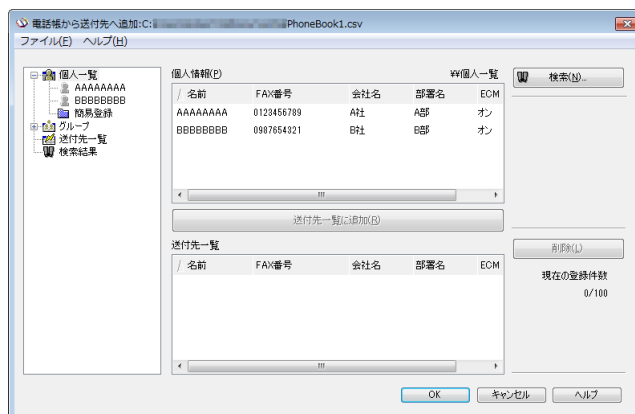 電話帳から送付先へ追加:C: PhoneBook1.csv
ファイル(F) ヘルプ(H)
個人一覧
AAAAAAAA
BBBBBBBB
簡易登録
グループ
送付先一覧
検索結果
個人情報(P) ¥¥個人一覧
/ 名前 FAX番号 会社名 部署名 ECM
AAAAAAAA 0123456789 A社 A部 オン
BBBBBBBB 0987654321 B社 B部 オン
検索(N)...
送付先一覧に追加(R)
送付先一覧
/ 名前 FAX番号 会社名 部署名 ECM
削除(L)
現在の登録件数
0/100
OK キャンセル ヘルプ